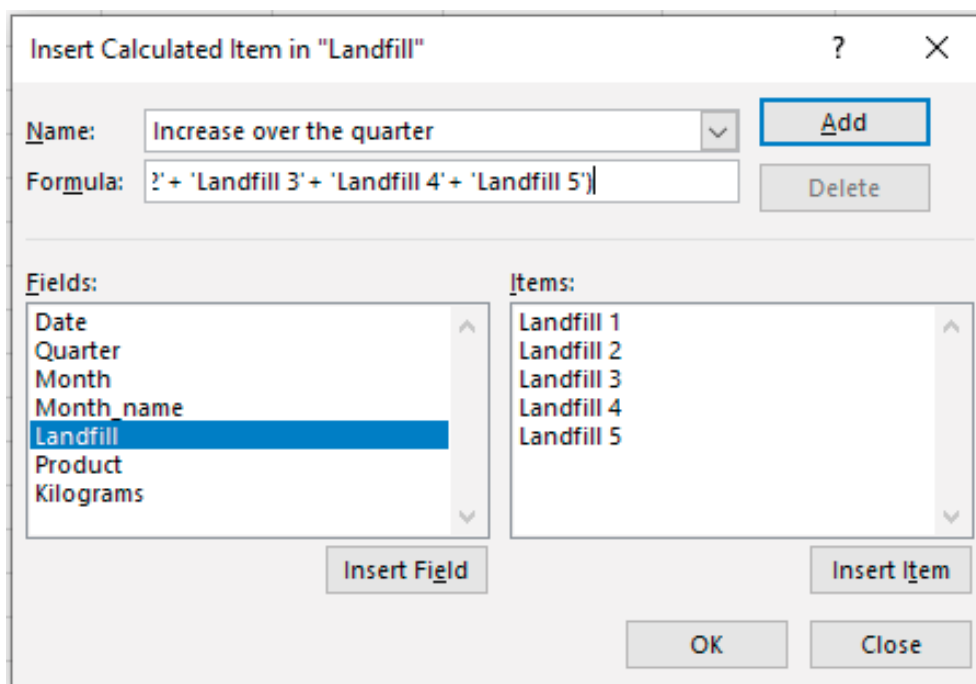 Insert Calculated Item in "Landfill" ? X
Name: Increase over the quarter Add
Formula: 2'+ 'Landfill 3'+ 'Landfill 4'+ 'Landfill 5') Delete
Fields: Items:
Date Landfill 1
Quarter Landfill 2
Month Landfill 3
Month_name Landfill 4
Landfill Landfill 5
Product
Kilograms
Insert Field Insert Item
OK Close